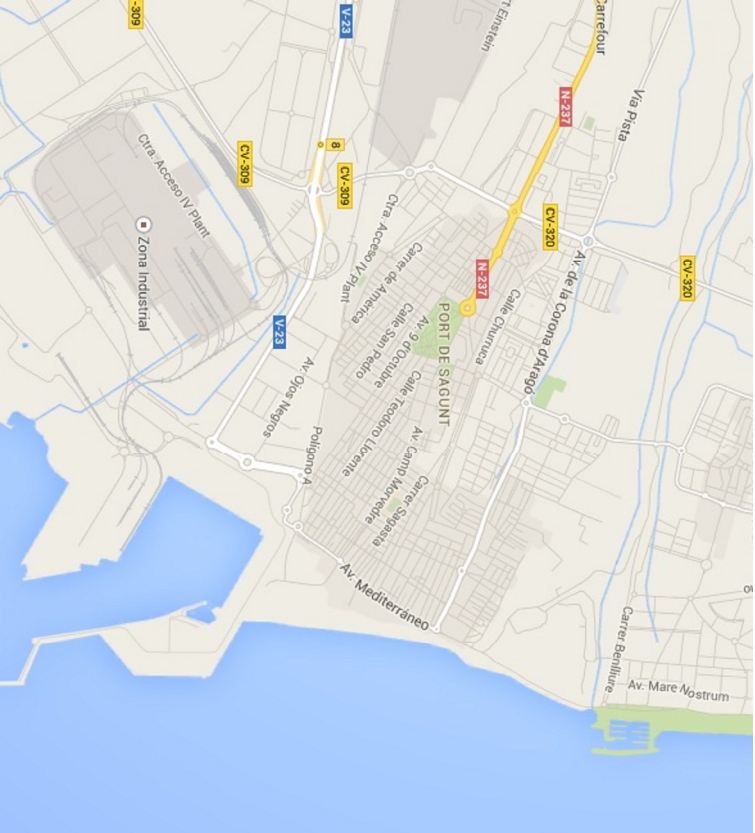 -309
V-23
rt Einstein
Carrefour
N-237
Vía Pista
8
CV-309
CV-309
Ctra. Acceso IV Plant
Zona Industrial
Ctra. Acceso IV Plant
Carrer de America
CV-320
CV-320
N-237
Av. de la Corona d'Aragó
Calle Churruca
PORT DE SAGUNT
Calle San Pedro
Av. 9 d'Octubre
V-23
Av. Ojos Negros
Calle Teodoro Llorente
Polígono A
Av. Camp Morvedre
Carrer Sagasta
Av. Mediterráneo
Carrer Benlliure
Av. Mare Nostrum